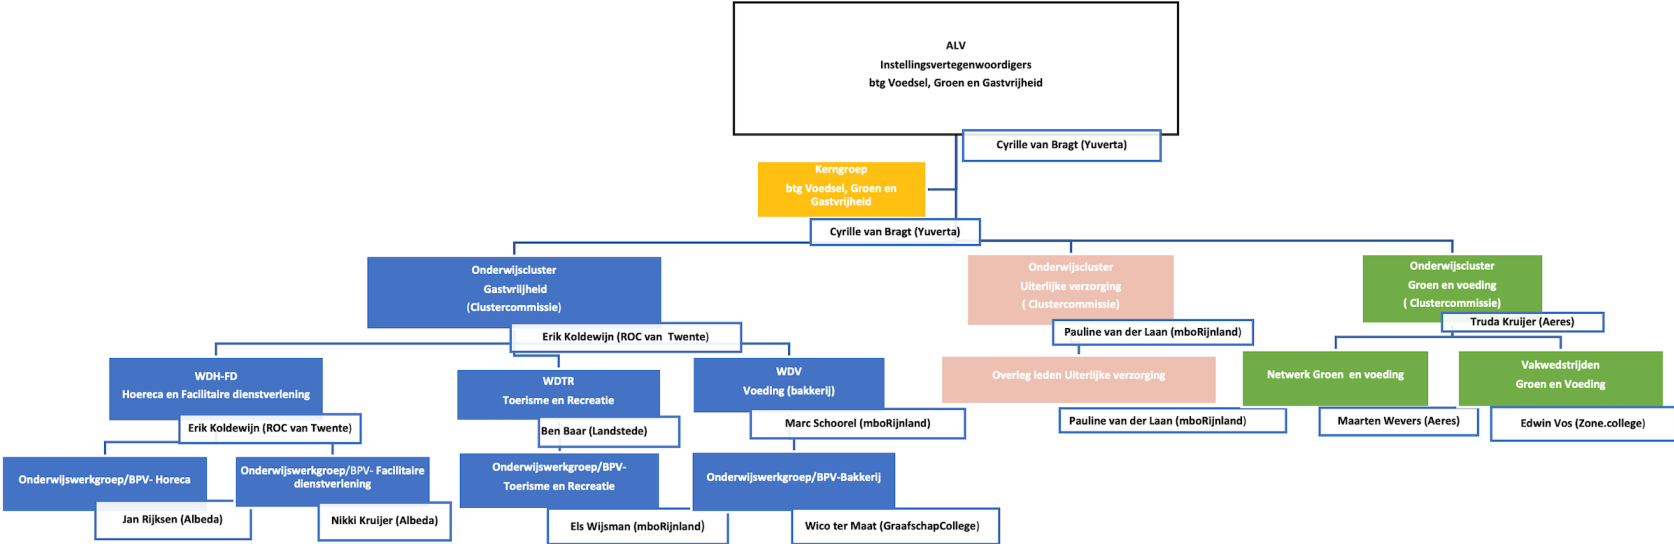 ALV
Instellingsvertegenwoordigers
btg Voedsel, Groen en Gastvrijheid
Cyrille van Bragt (Yuverta)
Kerngroep
btg Voedsel, Groen en
Gastvrijheid
Cyrille van Bragt (Yuverta)
Onderwijscluster
Gastvriijheid
(Clustercommissie)
Erik Koldewijn (ROC van Twente)
Onderwijscluster
Uiterlijke verzorging
( Clustercommissie)
Pauline van der Laan (mboRijnland)
Onderwijscluster
Groen en voeding
( Clustercommissie)
Truda Kruijer (Aeres)
WDH-FD
Hoereca en Facilitaire dienstverlening
Erik Koldewijn (ROC van Twente)
WDTR
Toerisme en Recreatie
Ben Baar (Landstede)
WDV
Voeding (bakkerij)
Marc Schoorel (mboRijnland)
Overleg leden Uiterlijke verzorging
Pauline van der Laan (mboRijnland)
Netwerk Groen en voeding
Maarten Wevers (Aeres)
Vakwedstrijden
Groen en Voeding
Edwin Vos (Zone.college)
Onderwijswerkgroep/BPV- Horeca
Jan Rijksen (Albeda)
Onderwijswerkgroep/BPV- Facilitaire
dienstverlening
Nikki Kruijer (Albeda)
Onderwijswerkgroep/BPV-
Toerisme en Recreatie
Els Wijsman (mboRijnland)
Onderwijswerkgroep/BPV-Bakkerij
Wico ter Maat (GraafschapCollege)